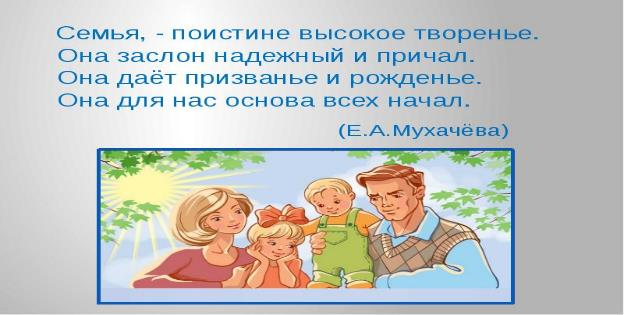 Семья, - поистине высокое творенье.
Она заслон надежный и причал.
Она даёт призванье и рожденье.
Она для нас основа всех начал.
(Е.А.Мухачёва)